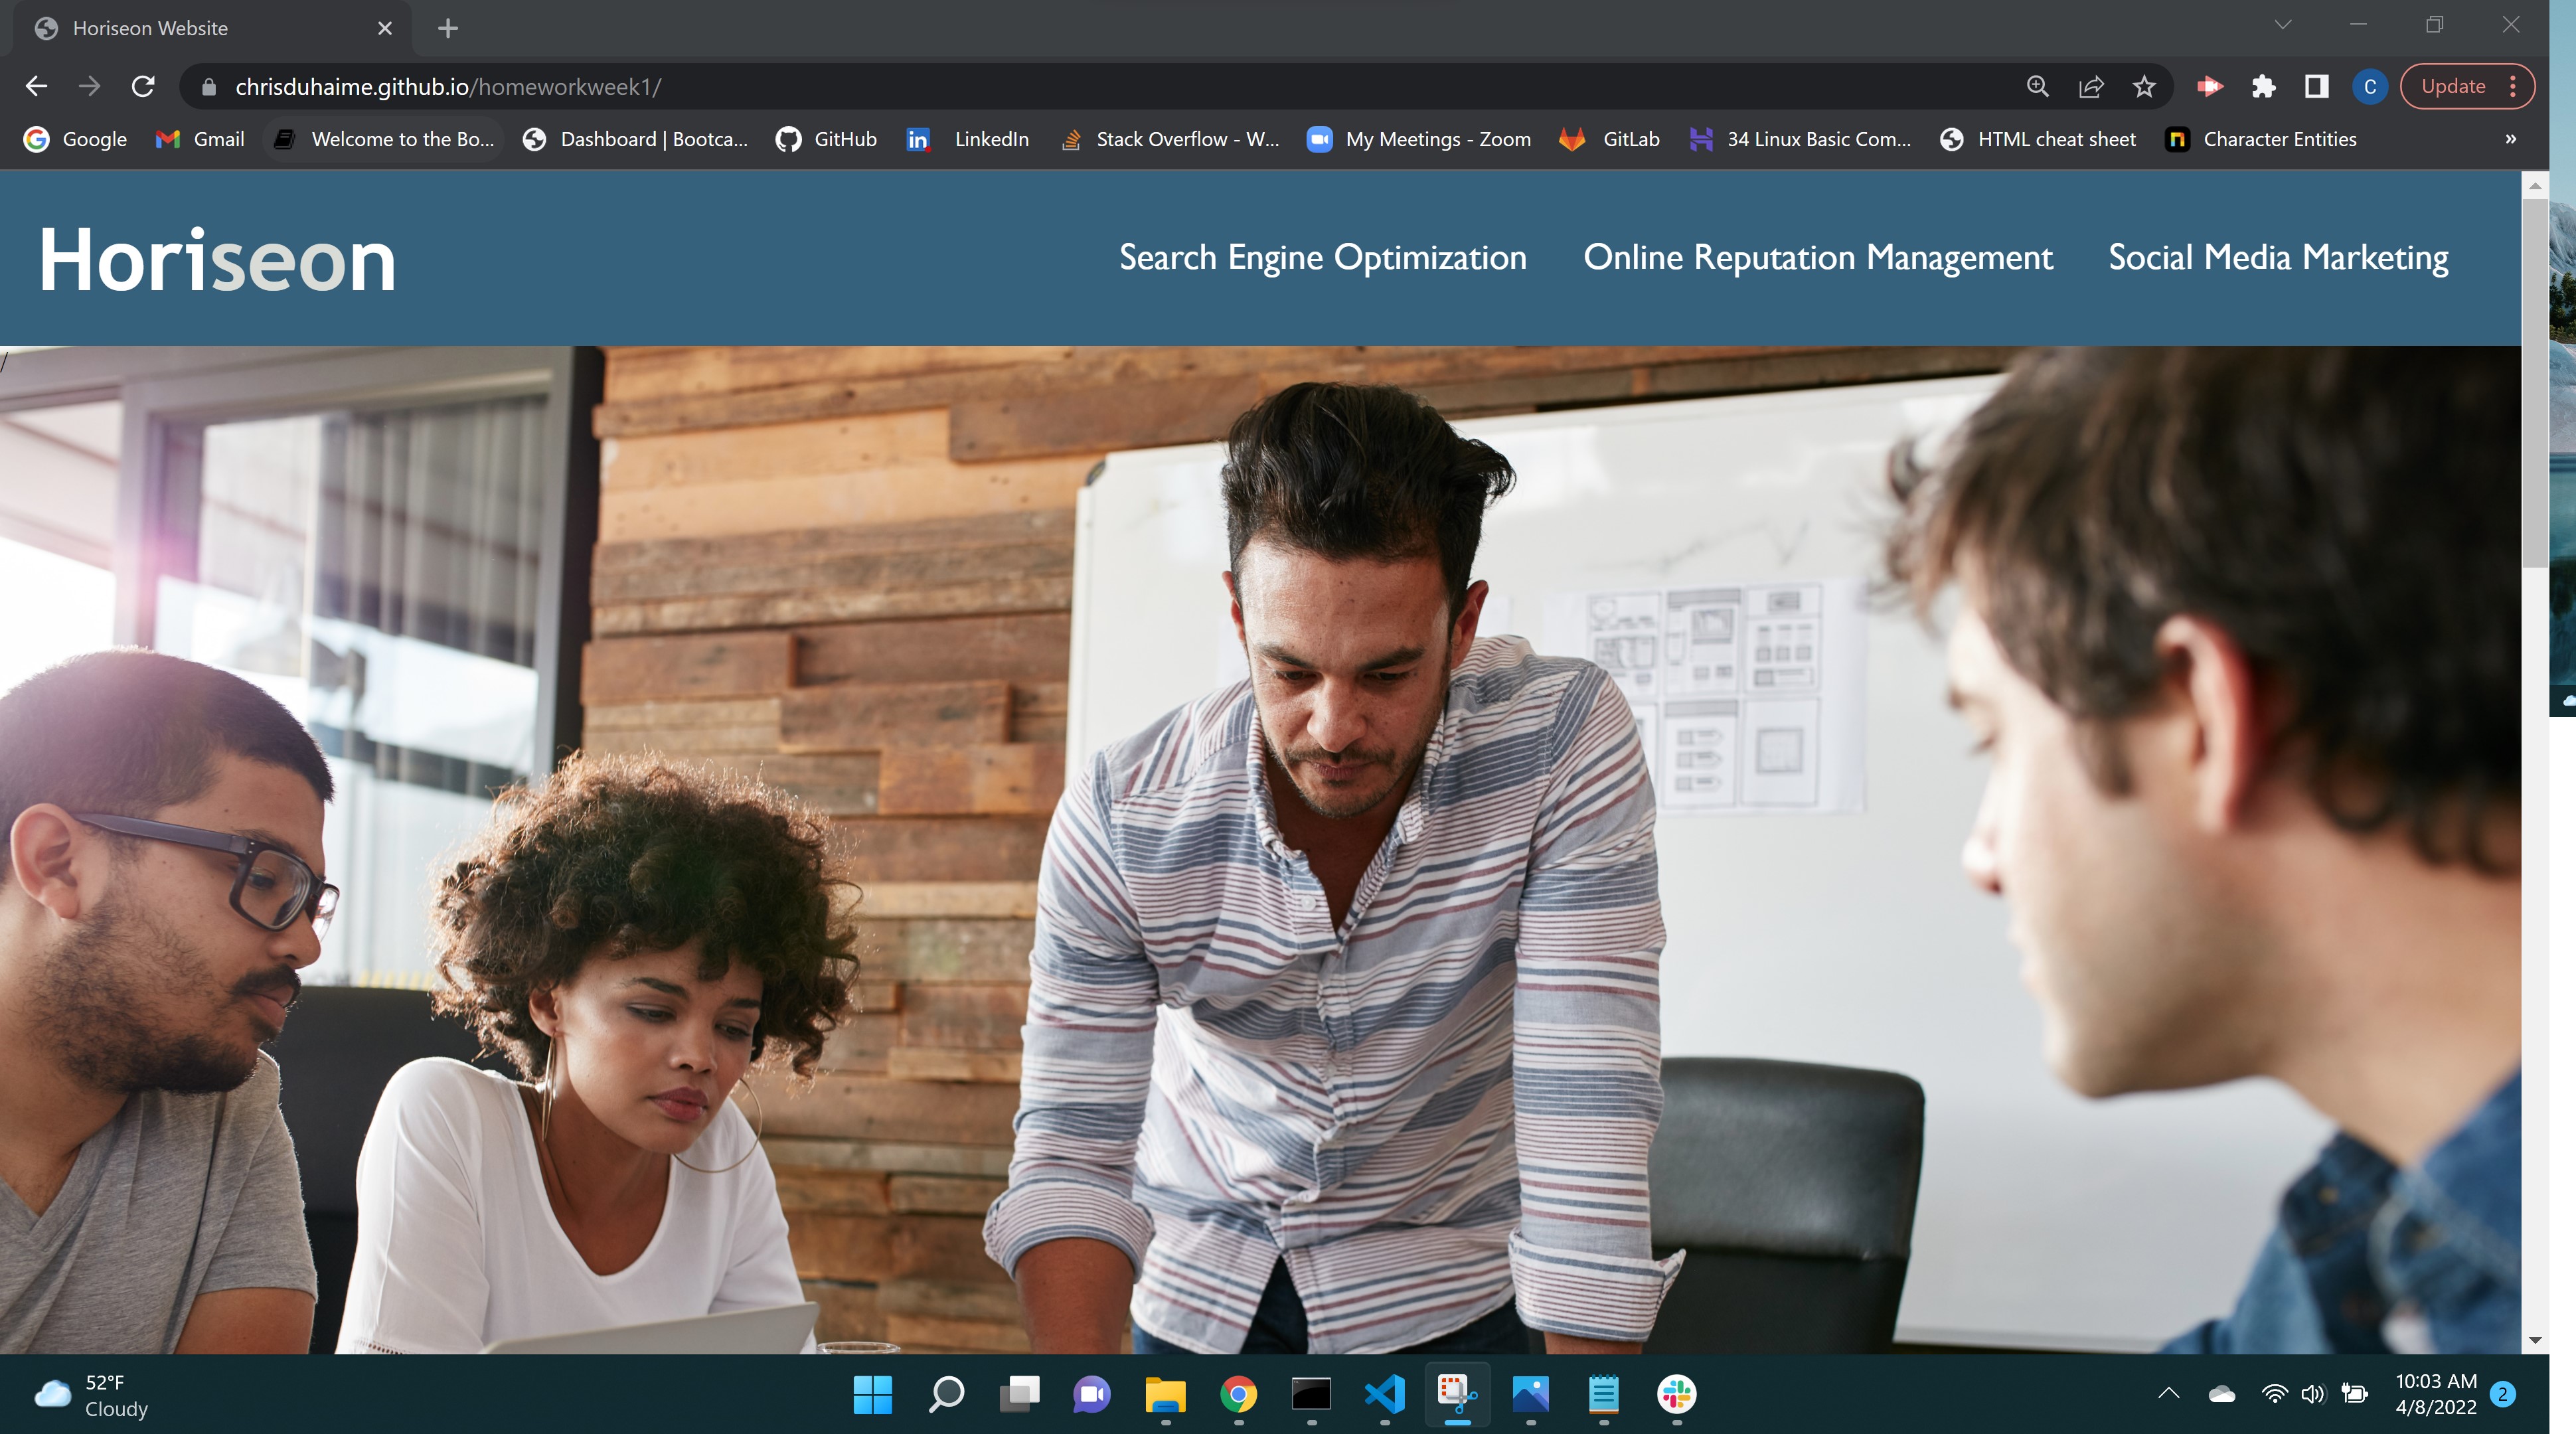 Horiseon Website
chrisduhaime.github.io/homeworkweek1/
Update
C
Google
Gmail
Welcome to the Bo...
Dashboard | Bootca...
GitHub
in
LinkedIn
Stack Overflow - W...
My Meetings - Zoom
GitLab
34 Linux Basic Com...
HTML cheat sheet
Character Entities
»
Horiseon
Search Engine Optimization
Online Reputation Management
Social Media Marketing
/
52°F
Cloudy
10:03 AM
4/8/2022
2